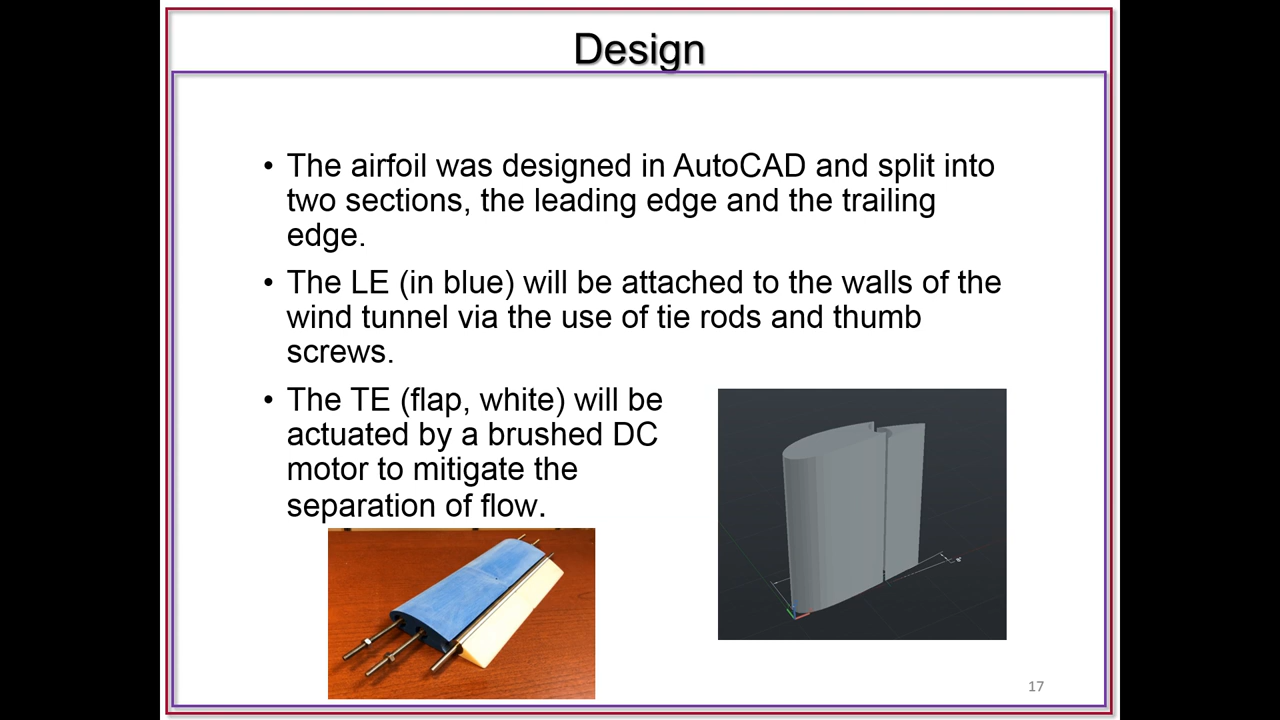 Design
• The airfoil was designed in AutoCAD and split into
two sections, the leading edge and the trailing
edge.
• The LE (in blue) will be attached to the walls of the
wind tunnel via the use of tie rods and thumb
screws.
• The TE (flap, white) will be
actuated by a brushed DC
motor to mitigate the
separation of flow.
17